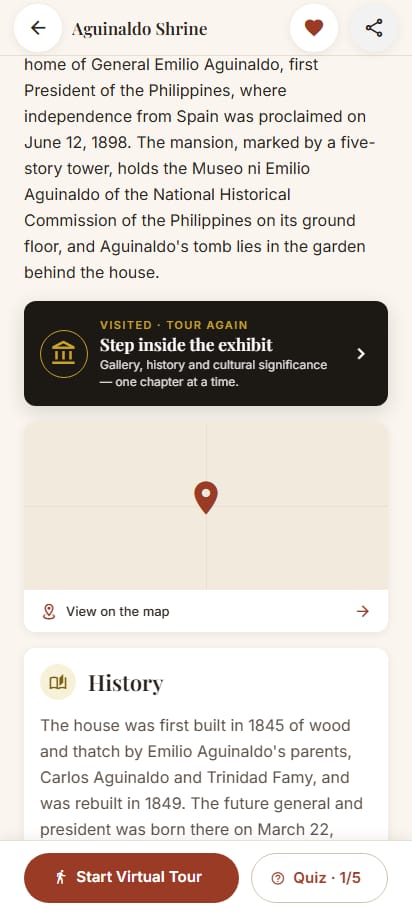 Aguinaldo Shrine
home of General Emilio Aguinaldo, first
President of the Philippines, where
independence from Spain was proclaimed on
June 12, 1898. The mansion, marked by a five-
story tower, holds the Museo ni Emilio
Aguinaldo of the National Historical
Commission of the Philippines on its ground
floor, and Aguinaldo's tomb lies in the garden
behind the house.
VISITED · TOUR AGAIN
Step inside the exhibit
Gallery, history and cultural significance
— one chapter at a time.
View on the map
History
The house was first built in 1845 of wood
and thatch by Emilio Aguinaldo's parents,
Carlos Aguinaldo and Trinidad Famy, and
was rebuilt in 1849. The future general and
president was born there on March 22,
Start Virtual Tour
Quiz · 1/5